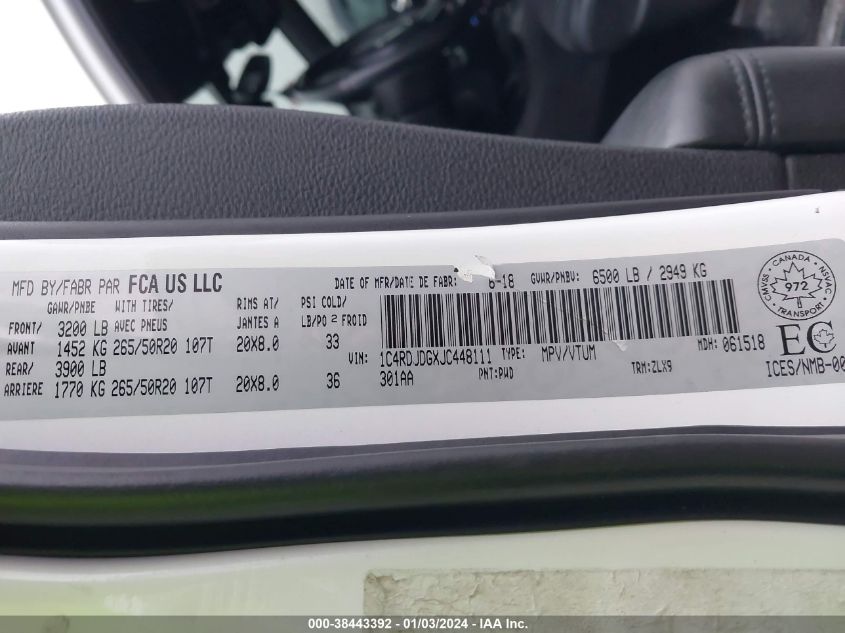 MFD BY/FABR PAR FCA US LLC
DATE OF MFR/DATE DE FABR: 6-18 GVWR/PNBV: 6500 LB / 2949 KG
GAWR/PNBE WITH TIRES/ RIMS AT/ PSI COLD/
AVEC PNEUS JANTES A LB/PO 2 FROID
FRONT/ 3200 LB
AVANT 1452 KG 265/50R20 107T 20X8.0 33
REAR/ 3900 LB
ARRIERE 1770 KG 265/50R20 107T 20X8.0 36
VIN: 1C4RDJDGXJC448111 TYPE: MPV/VTUM MDH: 061518
301AA PNT:PWD TRM:ZLX9
CANADA
CMVSS 972 NSVAC
TRANSPORT
EC
ICES/NMB-00
000-38443392 - 01/03/2024 - IAA Inc.